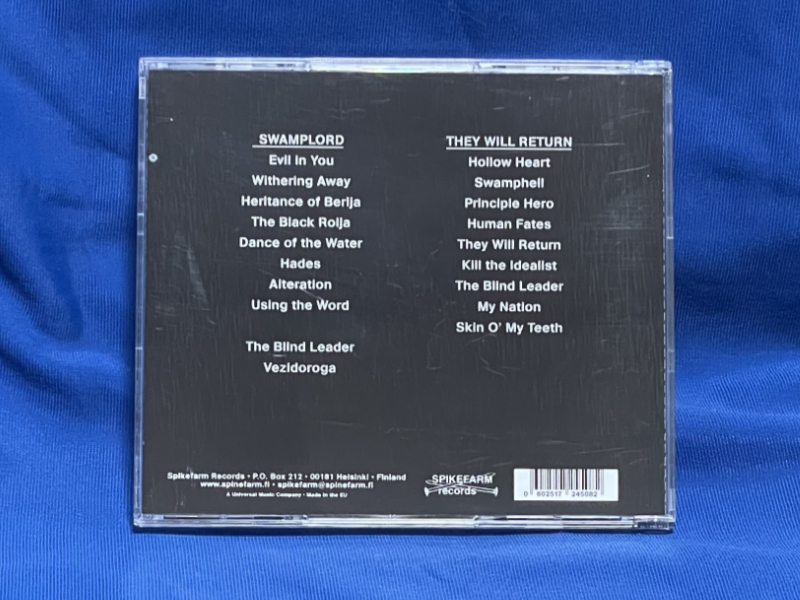 SWAMPLORD
Evil in You
Withering Away
Heritance of Berija
The Black Roija
Dance of the Water
Hades
Alteration
Using the Word
The Blind Leader
Vezidoroga
THEY WILL RETURN
Hollow Heart
Swamphell
Principle Hero
Human Fates
They Will Return
Kill the Idealist
The Blind Leader
My Nation
Skin O' My Teeth
Spikefarm Records • P.O. Box 212 • 00181 Helsinki • Finland
www.spinefarm.fi • spikefarm@spinefarm.fi
A Universal Music Company • Made in the EU
SPIKEFARM
records
0 602517 245082